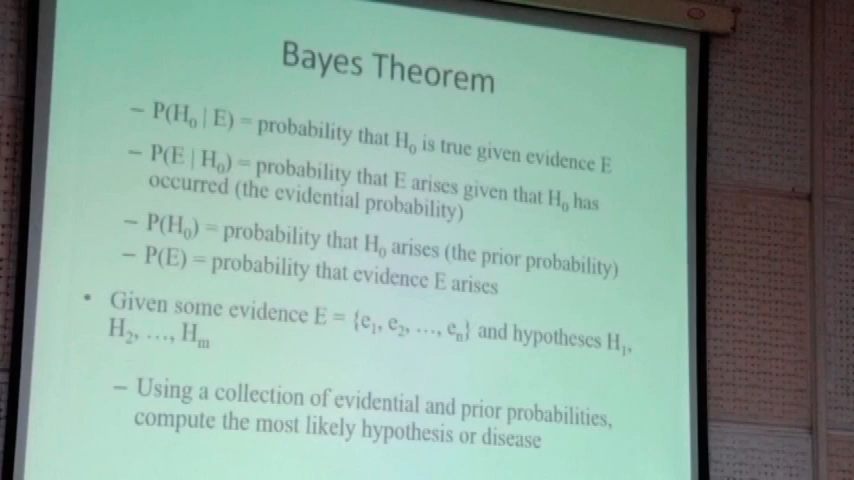 Bayes Theorem
– P(H₀ | E) = probability that H₀ is true given evidence E
– P(E | H₀) = probability that E arises given that H₀ has
occurred (the evidential probability)
– P(H₀) = probability that H₀ arises (the prior probability)
– P(E) = probability that evidence E arises
• Given some evidence E = {e₁, e₂, …, eₙ} and hypotheses H₁,
H₂, …, Hₘ
– Using a collection of evidential and prior probabilities,
compute the most likely hypothesis or disease